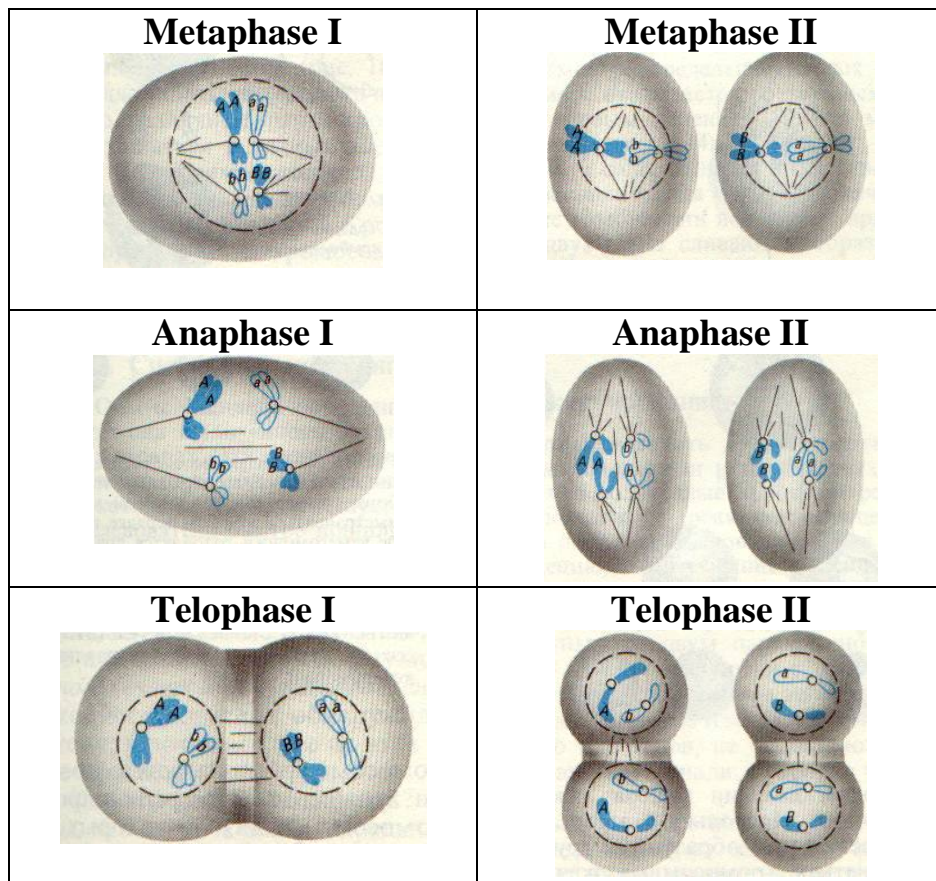 Metaphase I
A A a a
b b B B
Metaphase II
A b B a
A b B a
Anaphase I
A a a
A
b b B
B
Anaphase II
b B
A A B a a
b
Telophase I
A A
b b
a a
B B
Telophase II
A b
a
B
b
A
a
B